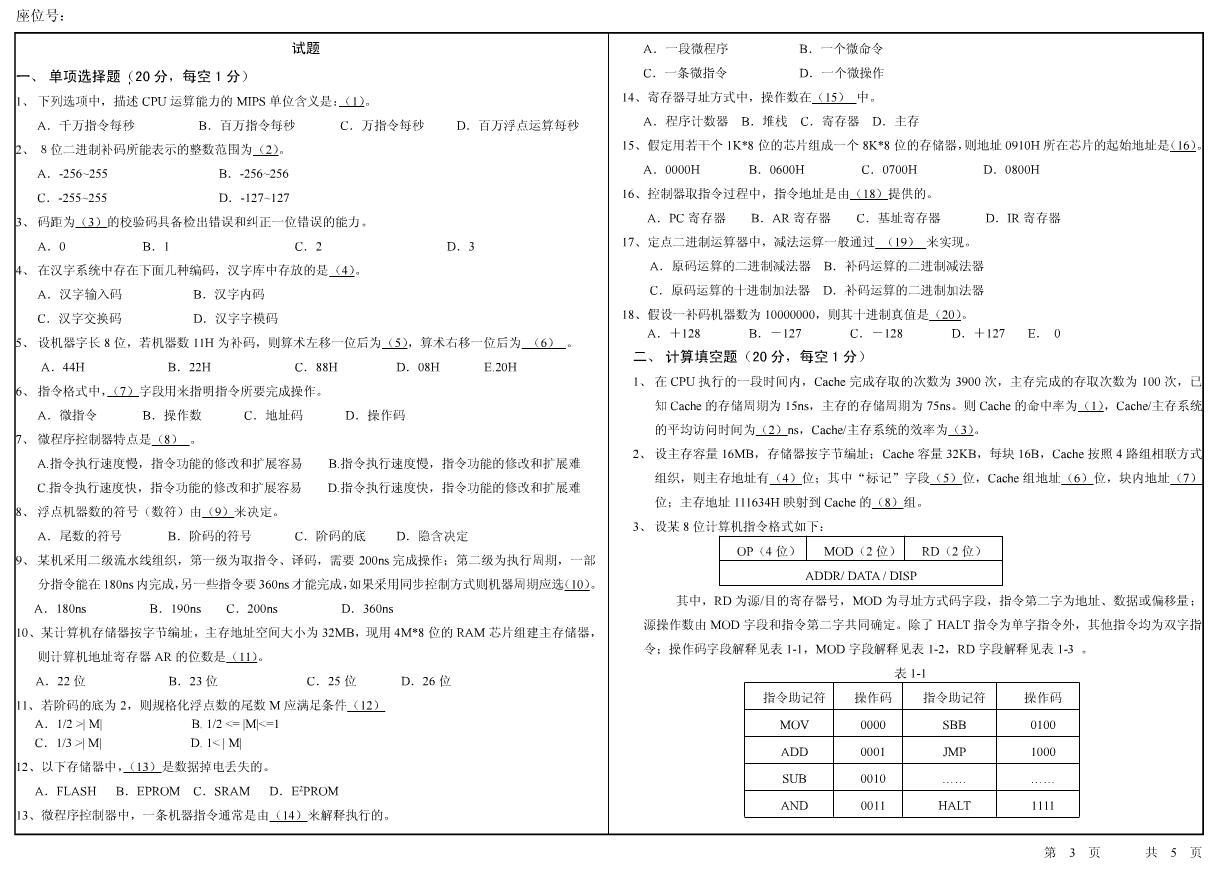 座位号:
试题
一、 单项选择题（20 分，每空 1 分）
1、 下列选项中，描述 CPU 运算能力的 MIPS 单位含义是：（1）。
A．千万指令每秒 B．百万指令每秒 C．万指令每秒 D．百万浮点运算每秒
2、 8 位二进制补码所能表示的整数范围为（2）。
A．-256~255 B．-256~256
C．-255~255 D．-127~127
3、 码距为（3）的校验码具备检出错误和纠正一位错误的能力。
A．0 B．1 C．2 D．3
4、 在汉字系统中存在下面几种编码，汉字库中存放的是（4）。
A．汉字输入码 B．汉字内码
C．汉字交换码 D．汉字字模码
5、 设机器字长 8 位，若机器数 11H 为补码，则算术左移一位后为（5），算术右移一位后为 （6） 。
A．44H B．22H C．88H D．08H E.20H
6、 指令格式中，（7）字段用来指明指令所要完成操作。
A．微指令 B．操作数 C．地址码 D．操作码
7、 微程序控制器特点是（8） 。
A.指令执行速度慢，指令功能的修改和扩展容易 B.指令执行速度慢，指令功能的修改和扩展难
C.指令执行速度快，指令功能的修改和扩展容易 D.指令执行速度快，指令功能的修改和扩展难
8、 浮点机器数的符号（数符）由（9）来决定。
A．尾数的符号 B．阶码的符号 C．阶码的底 D．隐含决定
9、 某机采用二级流水线组织，第一级为取指令、译码，需要 200ns 完成操作；第二级为执行周期，一部
分指令能在 180ns 内完成，另一些指令要 360ns 才能完成，如果采用同步控制方式则机器周期应选（10）。
A．180ns B．190ns C．200ns D．360ns
10、某计算机存储器按字节编址，主存地址空间大小为 32MB，现用 4M*8 位的 RAM 芯片组建主存储器，
则计算机地址寄存器 AR 的位数是（11）。
A．22 位 B．23 位 C．25 位 D．26 位
11、若阶码的底为 2，则规格化浮点数的尾数 M 应满足条件（12）
A．1/2 >| M| B. 1/2 <= |M|<=1
C．1/3 >| M| D. 1< | M|
12、以下存储器中，（13）是数据掉电丢失的。
A．FLASH B．EPROM C．SRAM D．E²PROM
13、微程序控制器中，一条机器指令通常是由（14）来解释执行的。
A．一段微程序 B．一个微命令
C．一条微指令 D．一个微操作
14、寄存器寻址方式中，操作数在（15） 中。
A．程序计数器 B．堆栈 C．寄存器 D．主存
15、假定用若干个 1K*8 位的芯片组成一个 8K*8 位的存储器，则地址 0910H 所在芯片的起始地址是（16）。
A．0000H B．0600H C．0700H D．0800H
16、控制器取指令过程中，指令地址是由（18）提供的。
A．PC 寄存器 B．AR 寄存器 C．基址寄存器 D．IR 寄存器
17、定点二进制运算器中，减法运算一般通过 （19） 来实现。
A．原码运算的二进制减法器 B．补码运算的二进制减法器
C．原码运算的十进制加法器 D．补码运算的二进制加法器
18、假设一补码机器数为 10000000，则其十进制真值是（20）。
A．＋128 B．－127 C．－128 D．＋127 E． 0
二、 计算填空题（20 分，每空 1 分）
1、 在 CPU 执行的一段时间内，Cache 完成存取的次数为 3900 次，主存完成的存取次数为 100 次，已
知 Cache 的存储周期为 15ns，主存的存储周期为 75ns。则 Cache 的命中率为（1），Cache/主存系统
的平均访问时间为（2）ns，Cache/主存系统的效率为（3）。
2、 设主存容量 16MB，存储器按字节编址；Cache 容量 32KB，每块 16B，Cache 按照 4 路组相联方式
组织，则主存地址有（4）位；其中“标记”字段（5）位，Cache 组地址（6）位，块内地址（7）
位；主存地址 111634H 映射到 Cache 的（8）组。
3、 设某 8 位计算机指令格式如下：
OP（4 位） MOD（2 位） RD（2 位）
ADDR/ DATA / DISP
其中，RD 为源/目的寄存器号，MOD 为寻址方式码字段，指令第二字为地址、数据或偏移量；
源操作数由 MOD 字段和指令第二字共同确定。除了 HALT 指令为单字指令外，其他指令均为双字指
令；操作码字段解释见表 1-1，MOD 字段解释见表 1-2，RD 字段解释见表 1-3 。
表 1-1
指令助记符 操作码 指令助记符 操作码
MOV 0000 SBB 0100
ADD 0001 JMP 1000
SUB 0010 …… ……
AND 0011 HALT 1111
第 3 页 共 5 页